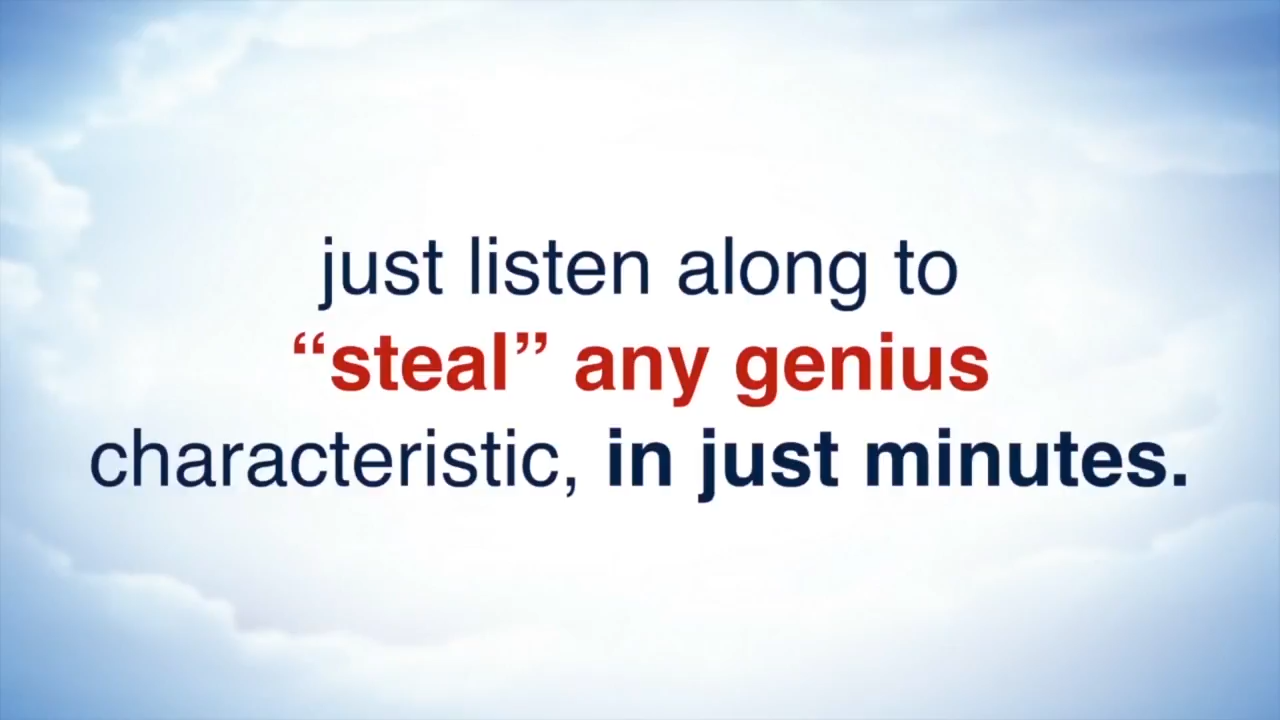 just listen along to
“steal” any genius
characteristic, in just minutes.